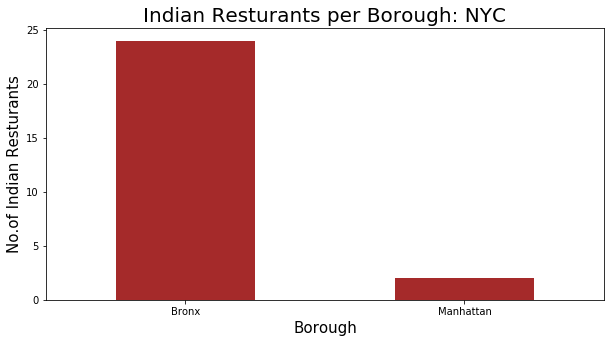 Indian Resturants per Borough: NYC
No.of Indian Resturants
25
20
15
10
5
0
Bronx
Manhattan
Borough